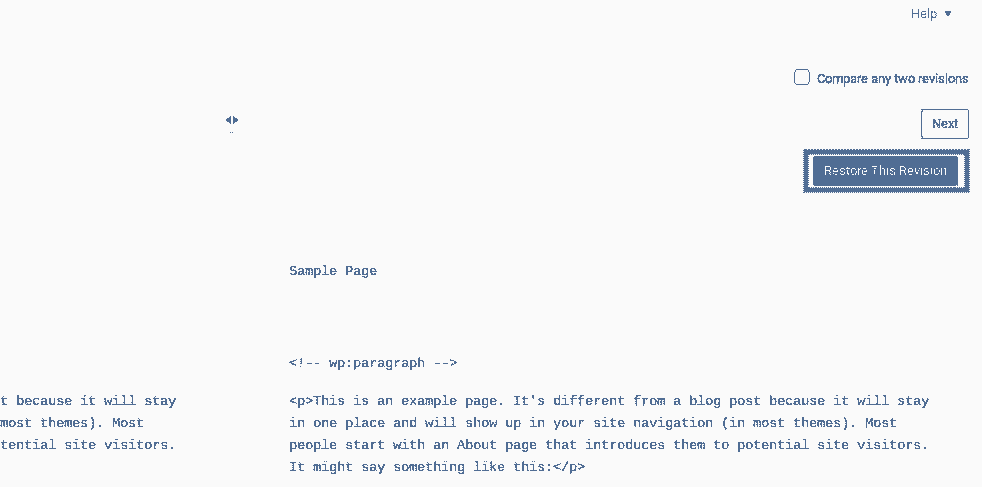 Help
Compare any two revisions
Next
Restore This Revision
Sample Page
<!-- wp:paragraph -->
t because it will stay
most themes). Most
tential site visitors.
<p>This is an example page. It's different from a blog post because it will stay
in one place and will show up in your site navigation (in most themes). Most
people start with an About page that introduces them to potential site visitors.
It might say something like this:</p>